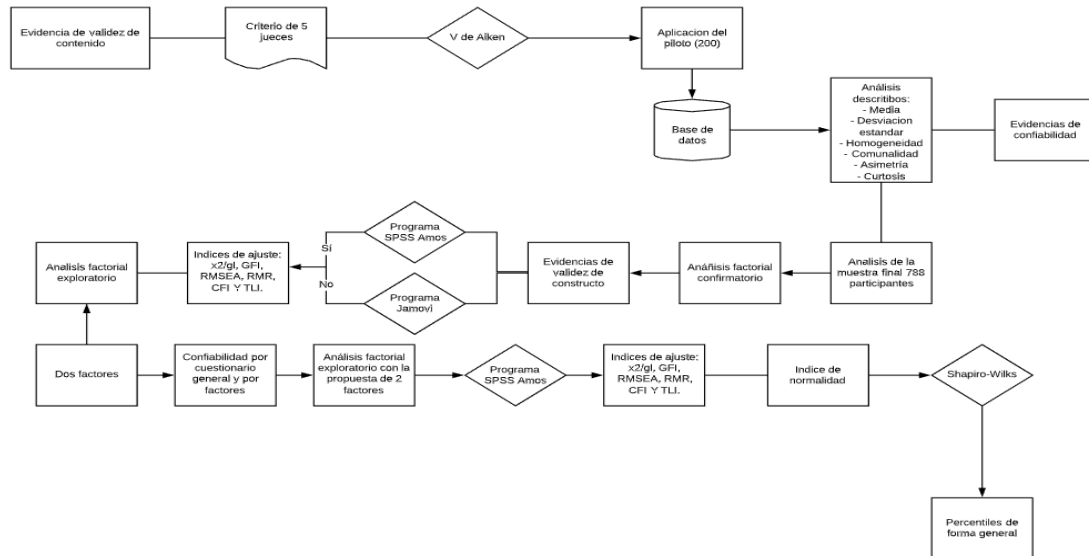 Evidencia de validez de
contenido
Criterio de 5
jueces
V de Aiken
Aplicacion del
piloto (200)
Base de
datos
Análisis
descritibos:
- Media
- Desviacion
estandar
- Homogeneidad
- Comunalidad
- Asimetría
- Curtosis
Evidencias de
confiabilidad
Analisis factorial
exploratorio
Indices de ajuste:
x2/gl, GFI,
RMSEA, RMR,
CFI Y TLI.
Sí
No
Programa
SPSS Amos
Programa
Jamovi
Evidencias de
validez de
constructo
Anáñisis factorial
confirmatorio
Analisis de la
muestra final 788
participantes
Dos factores
Confiabilidad por
cuestionario
general y por
factores
Análisis factorial
exploratorio con la
propuesta de 2
factores
Programa
SPSS Amos
Indices de ajuste:
x2/gl, GFI,
RMSEA, RMR,
CFI Y TLI.
Indice de
normalidad
Shapiro-Wilks
Percentiles de
forma general